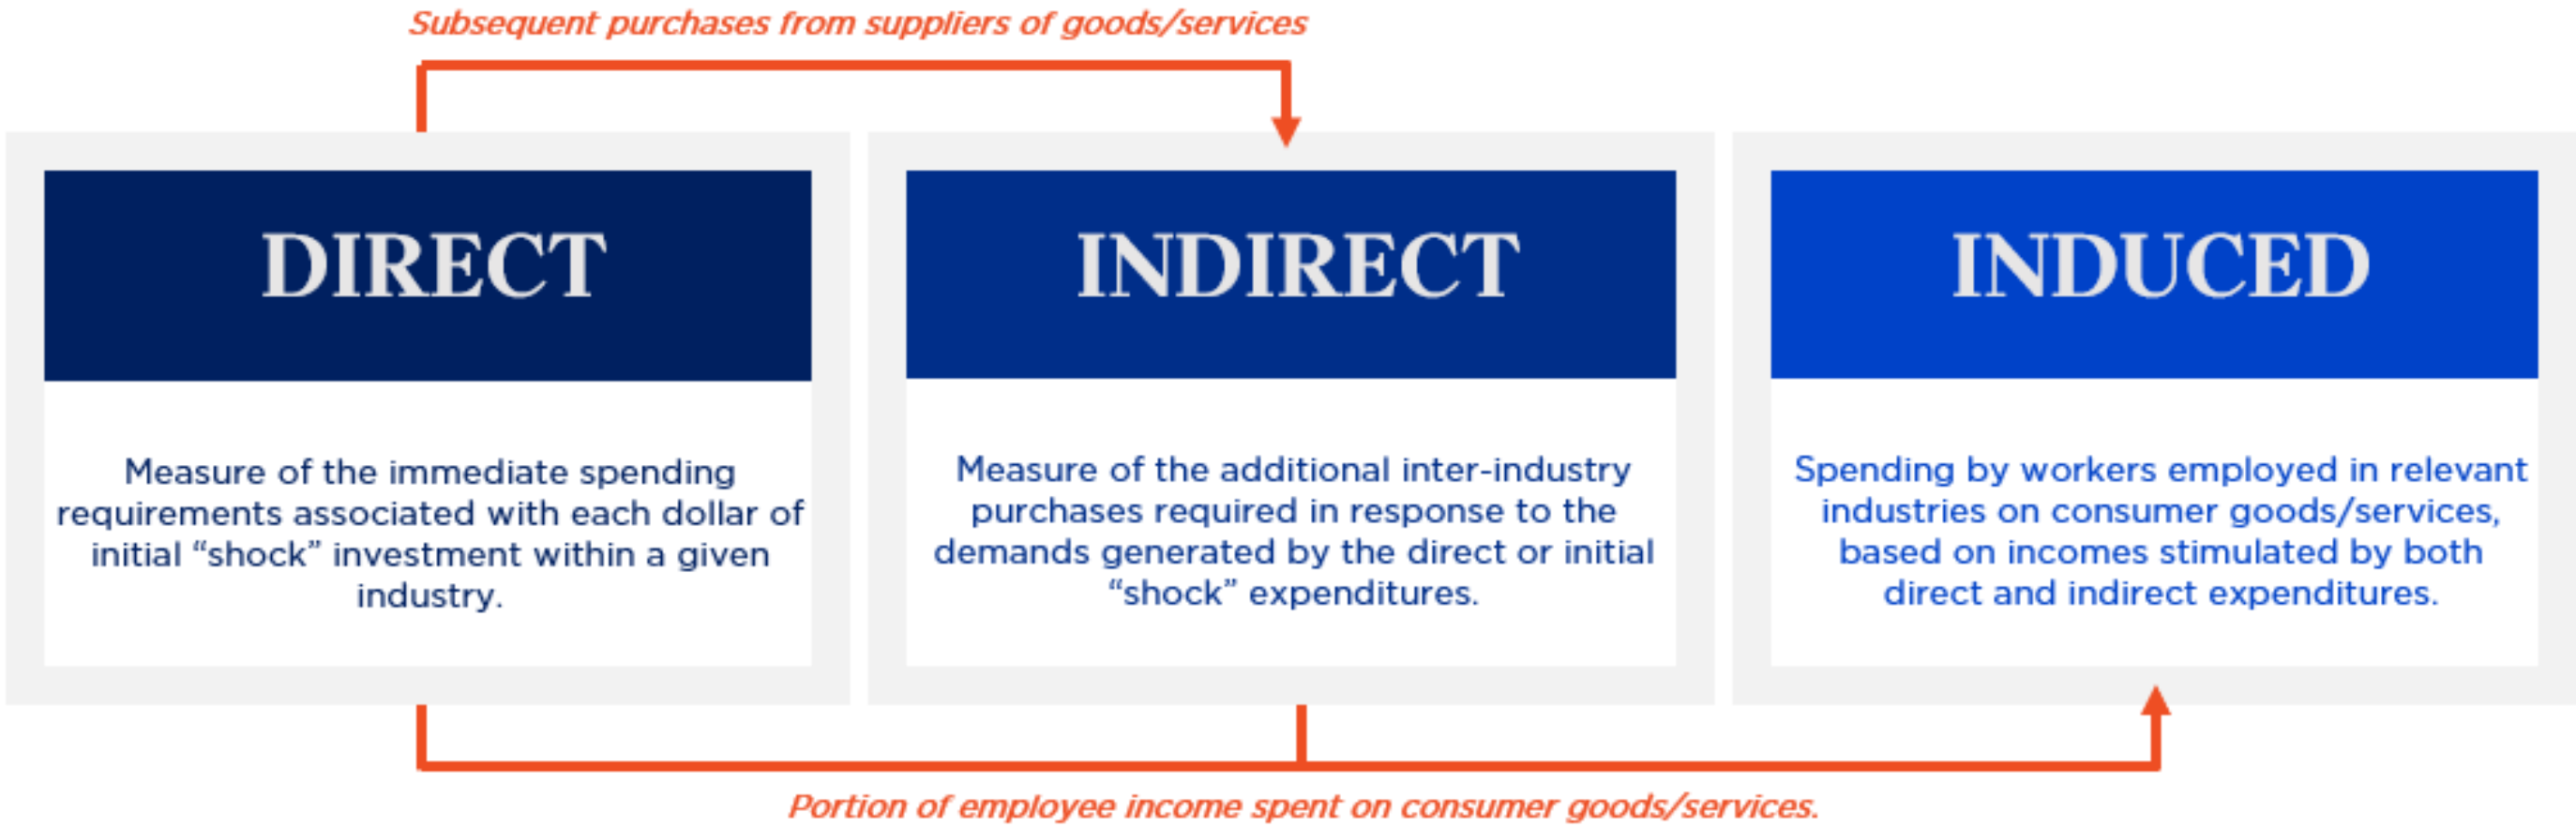 Subsequent purchases from suppliers of goods/services
DIRECT
Measure of the immediate spending
requirements associated with each dollar of
initial “shock” investment within a given
industry.
INDIRECT
Measure of the additional inter-industry
purchases required in response to the
demands generated by the direct or initial
“shock” expenditures.
INDUCED
Spending by workers employed in relevant
industries on consumer goods/services,
based on incomes stimulated by both
direct and indirect expenditures.
Portion of employee income spent on consumer goods/services.